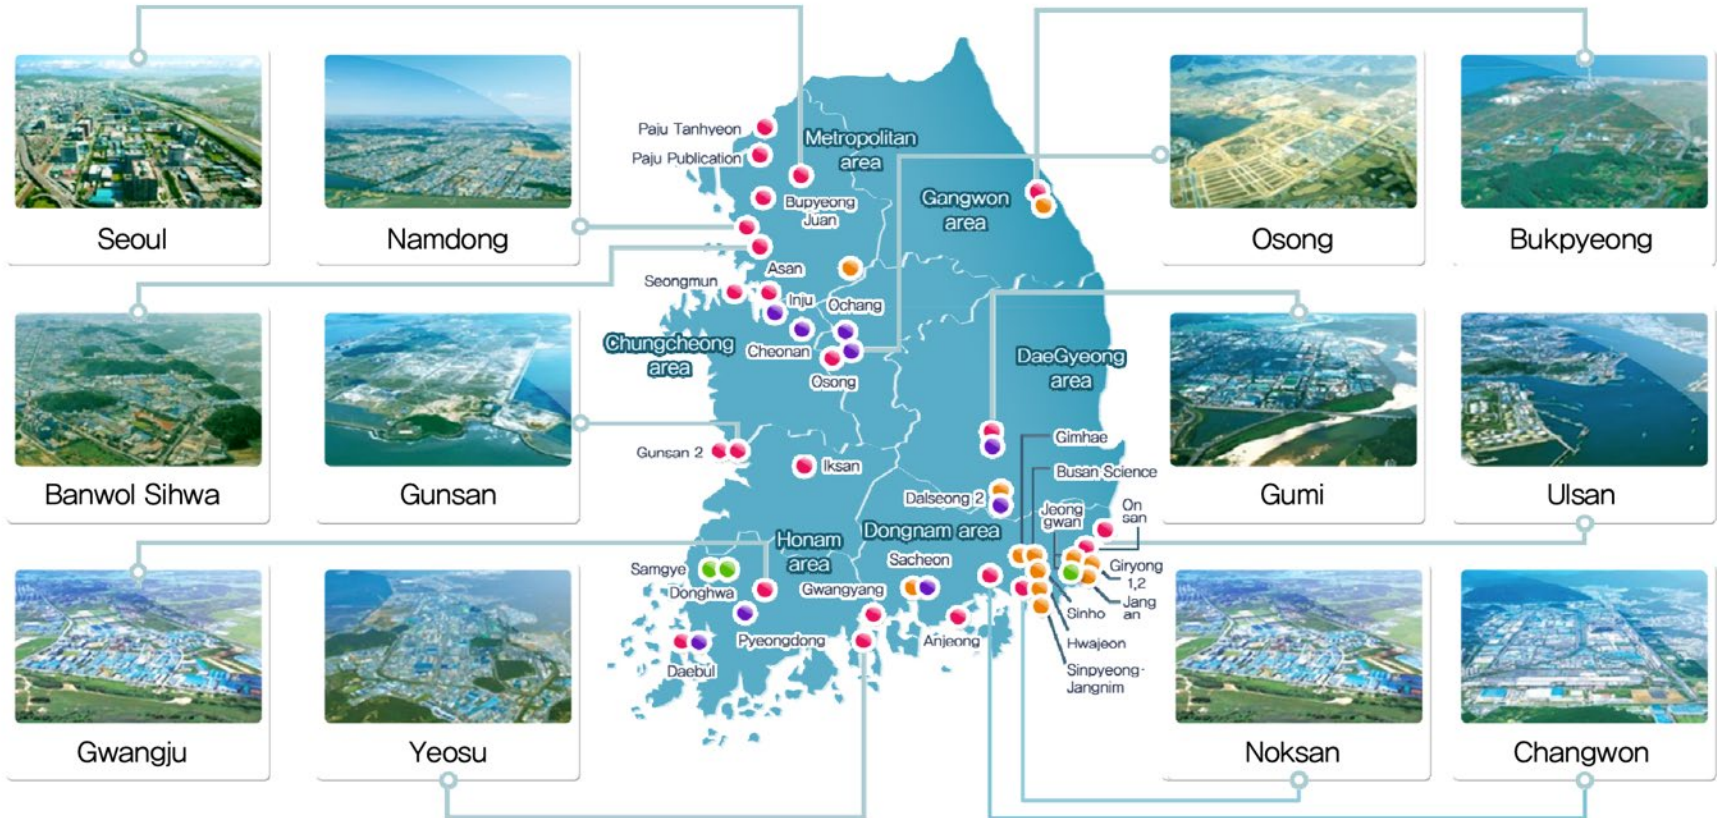 Seoul
Namdong
Osong
Bukpyeong
Banwol Sihwa
Gunsan
Gumi
Ulsan
Gwangju
Yeosu
Noksan
Changwon
Paju Tanhyeon
Metropolitan
area
Paju Publication
Bupyeong
Juan
Gangwon
area
Asan
Seongmun
Inju
Ochang
Chungcheong
area
Cheonan
Osong
DaeGyeong
area
Gimhae
Gunsan 2
Iksan
Busan Science
Dalseong 2
Jeong
gwan
On
san
Dongnam area
Honam
area
Sacheon
Samgye
Donghwa
Gwangyang
Giryong
1,2
Jang
an
Sinho
Pyeongdong
Anjeong
Hwajeon
Daebul
Sinpyeong-
Jangnim